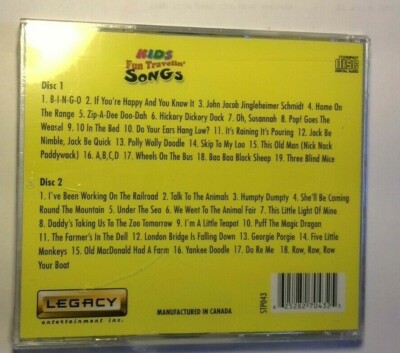 KIDS
Fun Travellin'
SONGS
COMPACT
disc
DIGITAL AUDIO
Disc 1
1. B-I-N-G-O 2. If You're Happy And You Know It 3. John Jacob Jingleheimer Schmidt 4. Home On
The Range 5. Zip-A-Dee Doo-Dah 6. Hickory Dickory Dock 7. Oh, Susannah 8. Pop! Goes The
Weasel 9. 10 In The Bed 10. Do Your Ears Hang Low? 11. It's Raining It's Pouring 12. Jack Be
Nimble, Jack Be Quick 13. Polly Wolly Doodle 14. Skip To My Loo 15. This Old Man (Nick Nack
Paddywack) 16. A,B,C,D 17. Wheels On The Bus 18. Baa Baa Black Sheep 19. Three Blind Mice
Disc 2
1. I've Been Working On The Railroad 2. Talk To The Animals 3. Humpty Dumpty 4. She'll Be Coming
Round The Mountain 5. Under The Sea 6. We Went To The Animal Fair 7. This Little Light Of Mine
8. Daddy's Taking Us To The Zoo Tomorrow 9. I'm A Little Teapot 10. Puff The Magic Dragon
11. The Farmer's In The Dell 12. London Bridge Is Falling Down 13. Georgie Porgie 14. Five Little
Monkeys 15. Old MacDonald Had A Farm 16. Yankee Doodle 17. Do Re Me 18. Row, Row, Row
Your Boat
LEGACY
entertainment inc.
MANUFACTURED IN CANADA
STP043